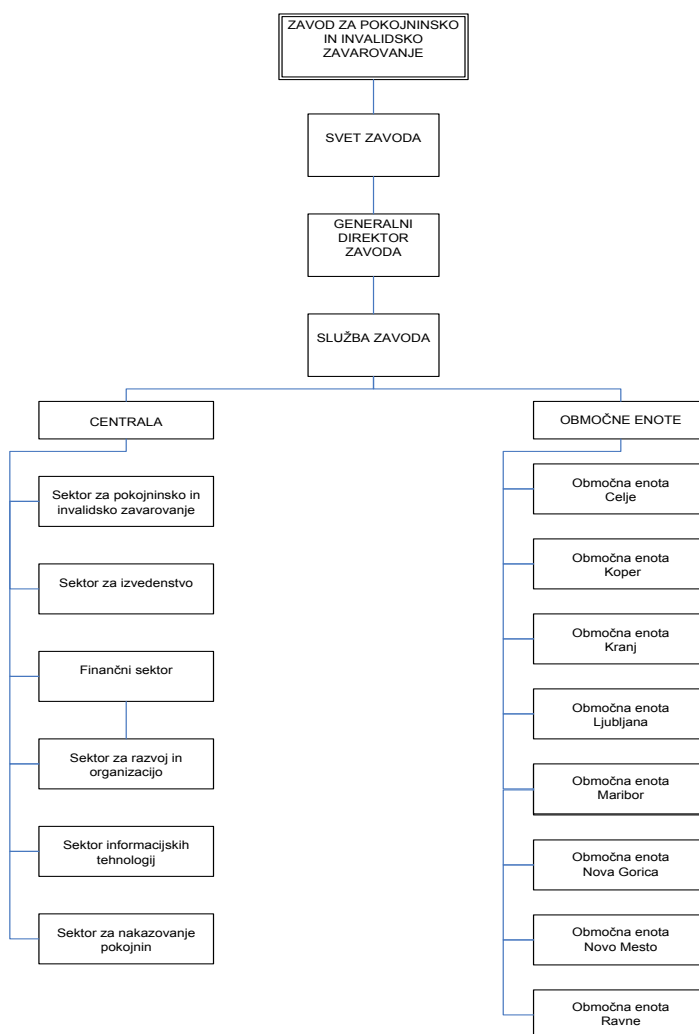 ZAVOD ZA POKOJNINSKO
IN INVALIDSKO
ZAVAROVANJE
SVET ZAVODA
GENERALNI
DIREKTOR
ZAVODA
SLUŽBA ZAVODA
CENTRALA
Sektor za pokojninsko in
invalidsko zavarovanje
Sektor za izvedenstvo
Finančni sektor
Sektor za razvoj in
organizacijo
Sektor informacijskih
tehnologij
Sektor za nakazovanje
pokojnin
OBMOČNE ENOTE
Območna enota
Celje
Območna enota
Koper
Območna enota
Kranj
Območna enota
Ljubljana
Območna enota
Maribor
Območna enota
Nova Gorica
Območna enota
Novo Mesto
Območna enota
Ravne